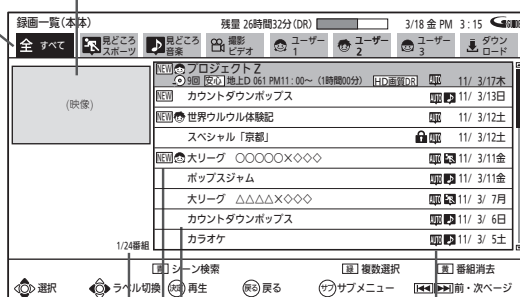 録画一覧(本体) 残量 26時間32分(DR) 3/18 金 PM 3:15
全 すべて 見どころスポーツ 見どころ音楽 撮影ビデオ ユーザー1 ユーザー2 ユーザー3 ダウンロード
NEW プロジェクトZ
9回 安心 地上D 061 PM11:00~ (1時間00分) HD画質DR 11/ 3/17木
(映像)
NEW カウントダウンポップス 11/ 3/13日
NEW 世界ウルウル体験記 11/ 3/12土
スペシャル「京都」 11/ 3/12土
NEW 大リーグ ○○○○○×◇◇◇ 11/ 3/11金
ポップスジャム 11/ 3/11金
大リーグ △△△△×◇◇◇ 11/ 3/ 7月
カウントダウンポップス 11/ 3/ 6日
カラオケ 11/ 3/ 5土
1/24番組
青 シーン検索 緑 複数選択 黄 番組消去
選択 ラベル切換 決定 再生 戻る 戻る サブ サブメニュー 前・次ページ